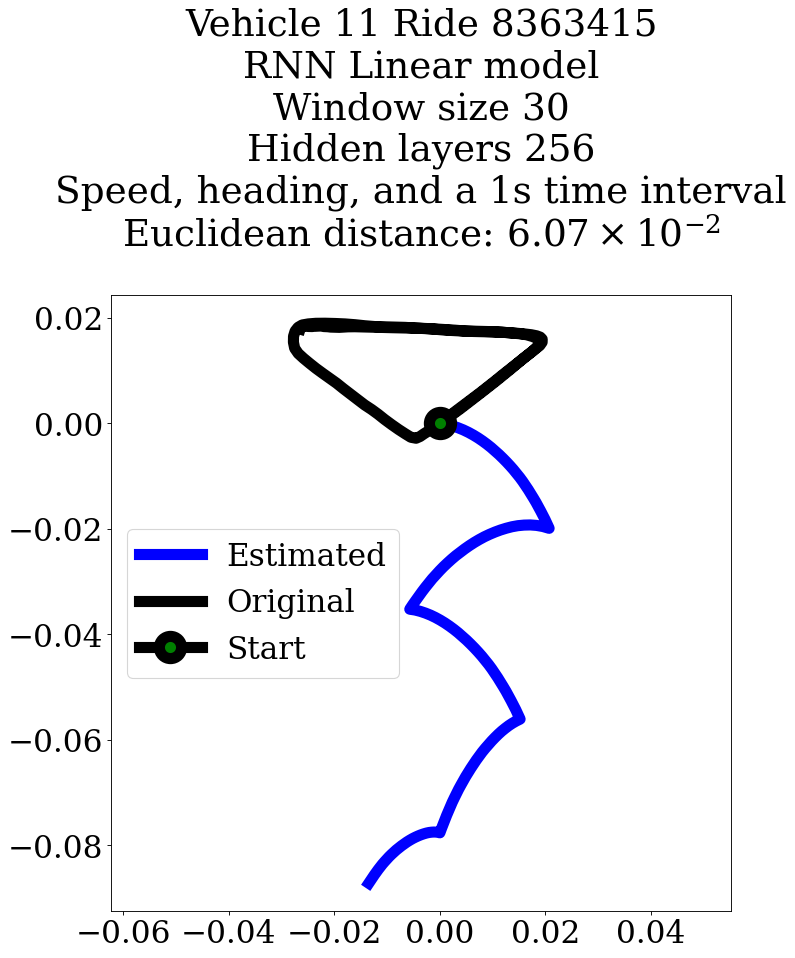 Vehicle 11 Ride 8363415
RNN Linear model
Window size 30
Hidden layers 256
Speed, heading, and a 1s time interval
Euclidean distance: 6.07 × 10⁻²
0.02
0.00
−0.02
−0.04
−0.06
−0.08
Estimated
Original
Start
−0.06 −0.04 −0.02 0.00 0.02 0.04